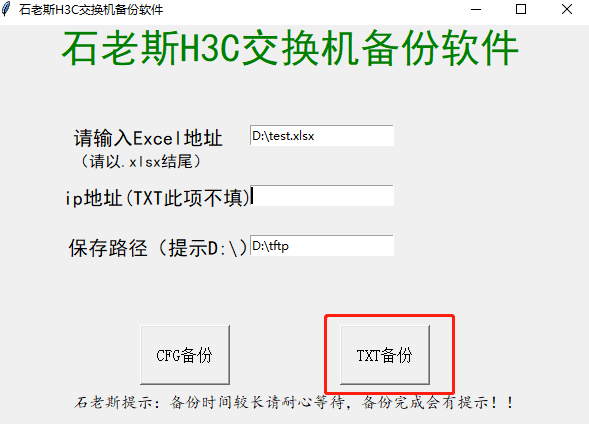 石老斯H3C交换机备份软件
石老斯H3C交换机备份软件
请输入Excel地址 D:\test.xlsx
（请以.xlsx结尾）
ip地址(TXT此项不填)
保存路径（提示D:\） D:\tftp
CFG备份 TXT备份
石老斯提示：备份时间较长请耐心等待，备份完成会有提示！！